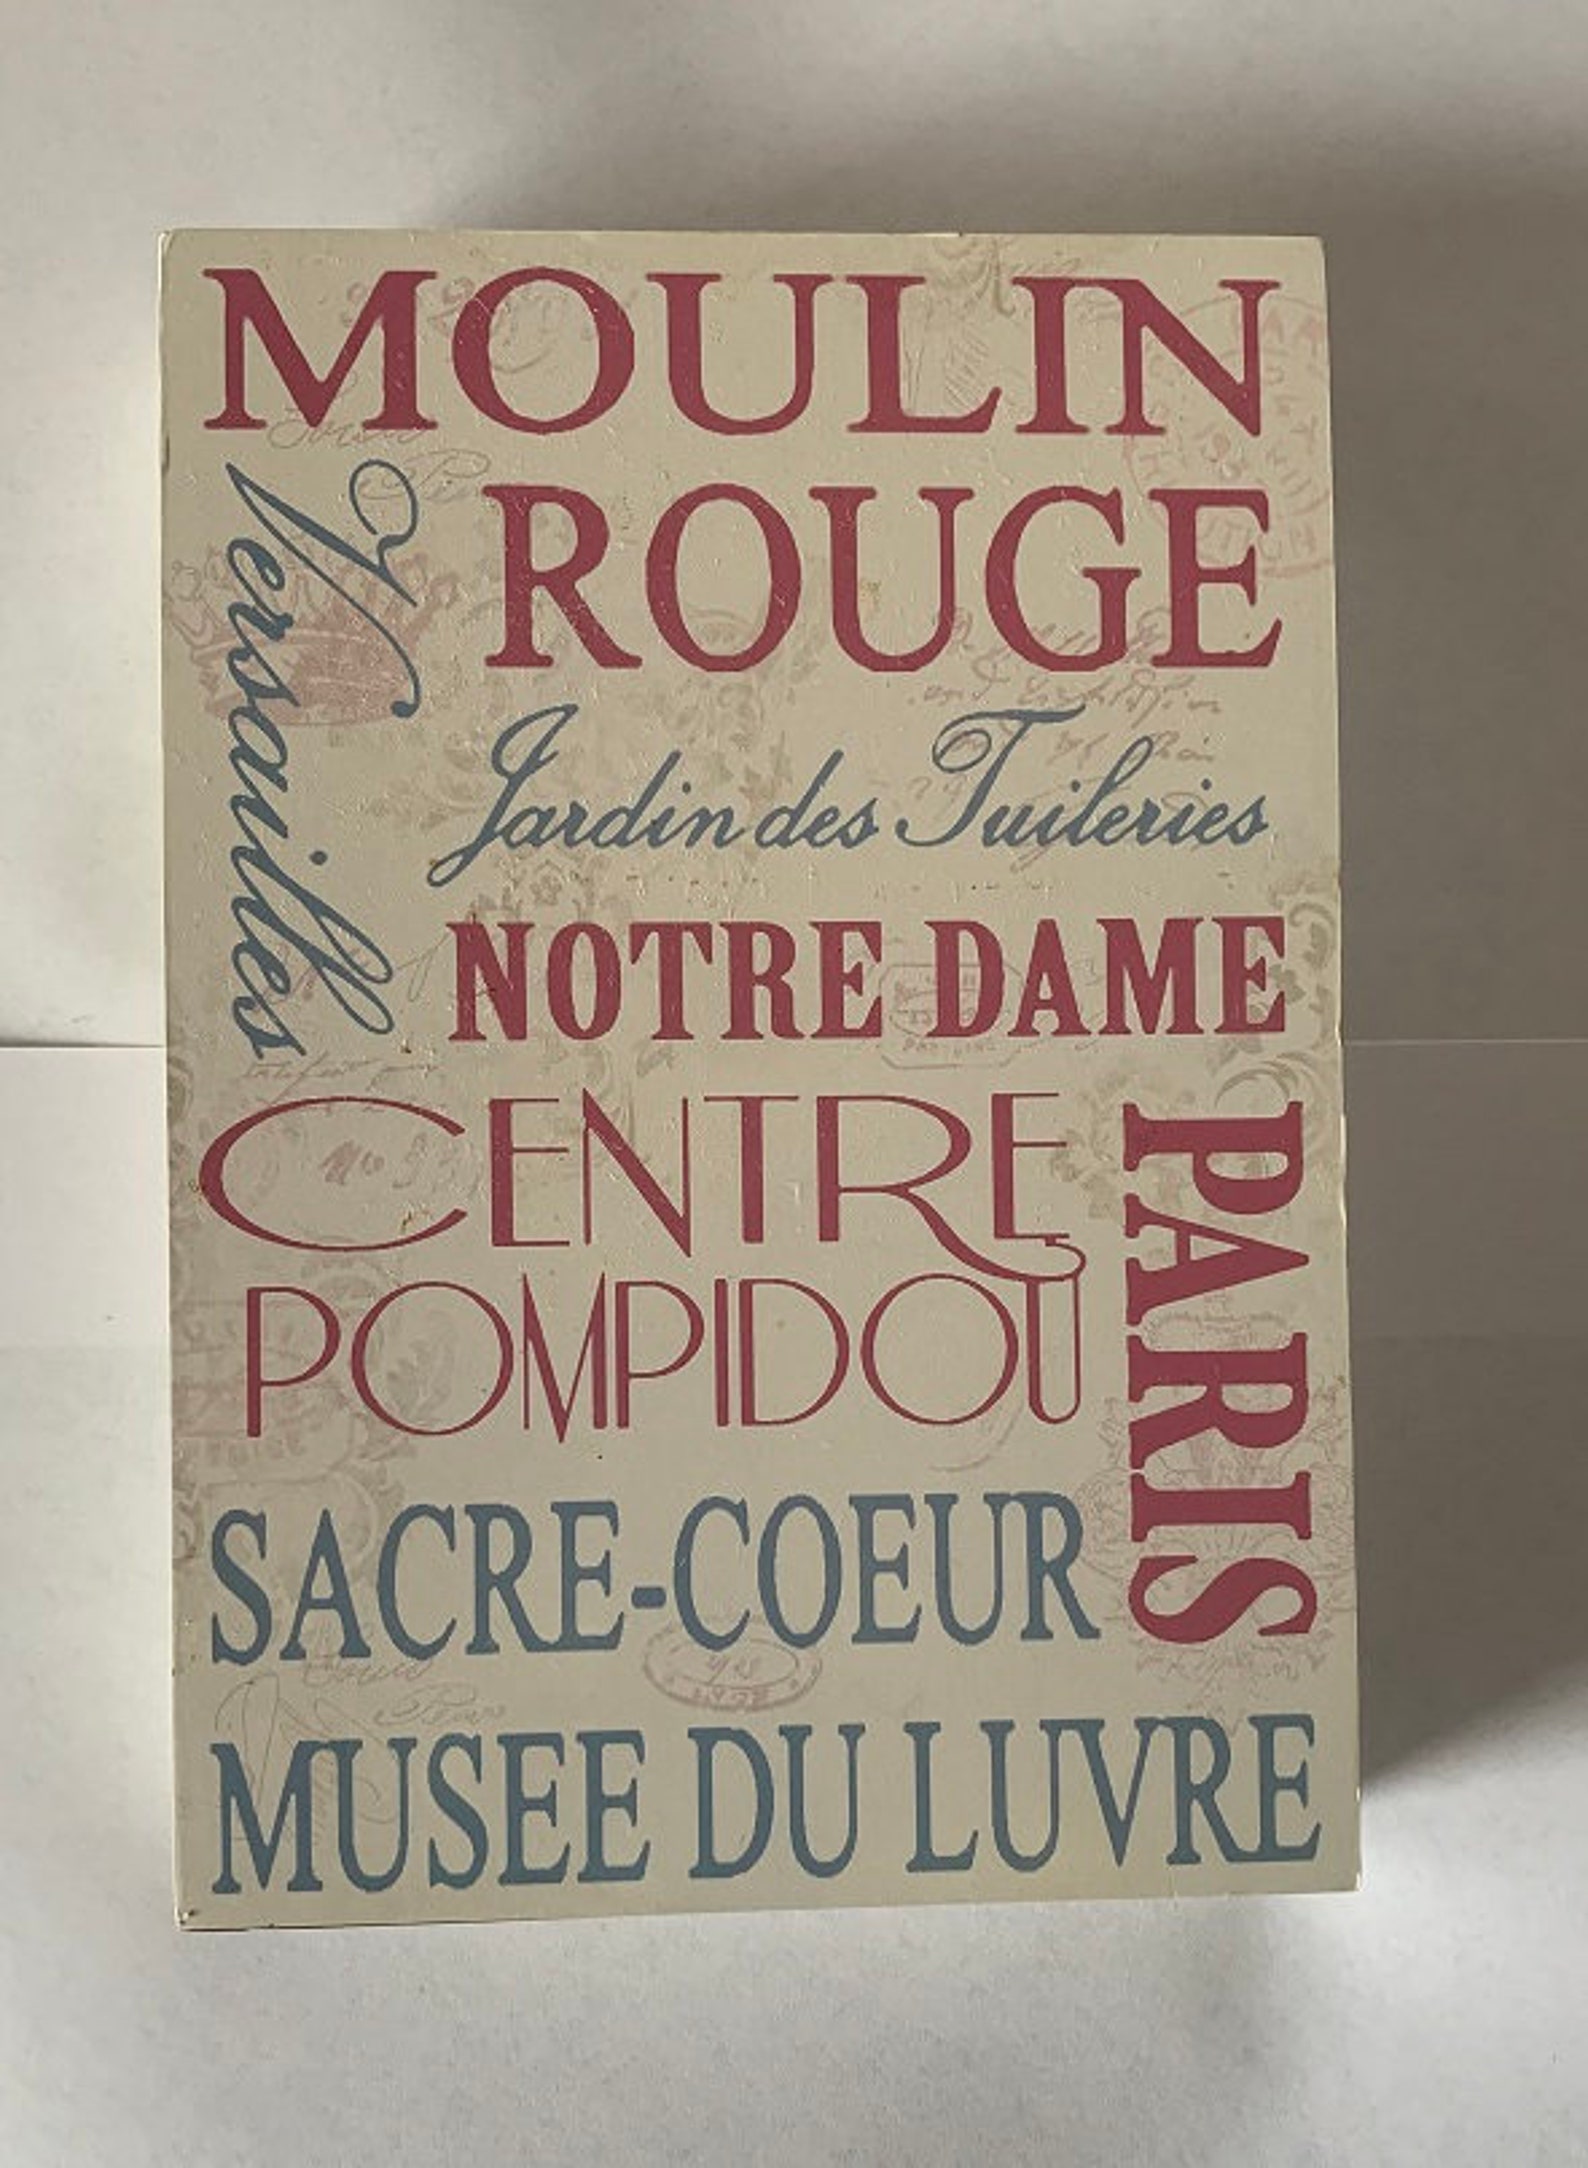 MOULIN
ROUGE
Versailles
Jardin des Tuileries
NOTRE DAME
CENTRE
POMPIDOU
PARIS
SACRE-COEUR
MUSEE DU LUVRE